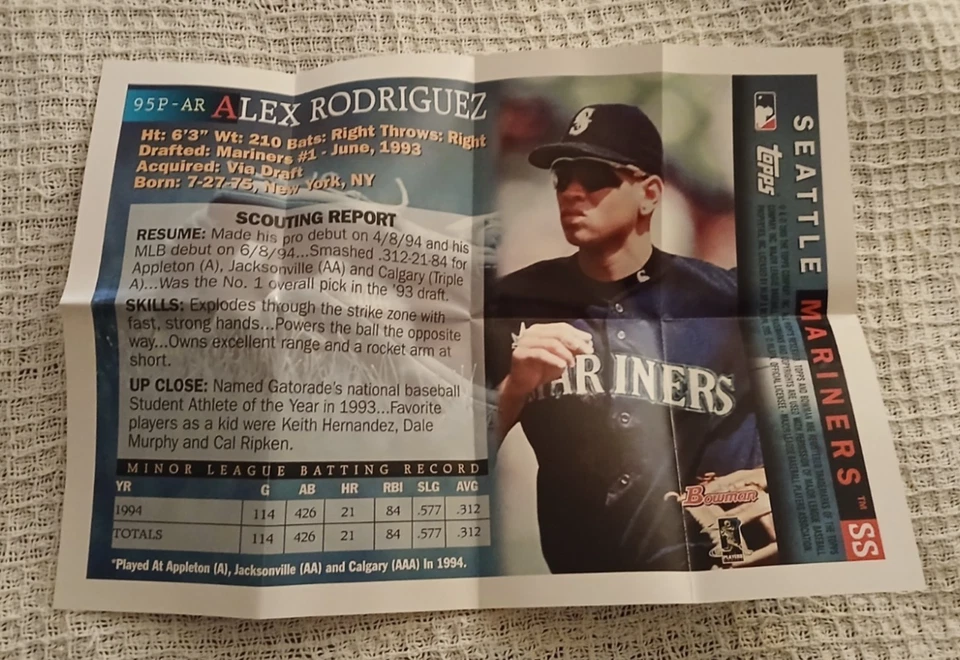 95P-AR ALEX RODRIGUEZ
Ht: 6'3" Wt: 210 Bats: Right Throws: Right
Drafted: Mariners #1 - June, 1993
Acquired: Via Draft
Born: 7-27-75, New York, NY
SCOUTING REPORT
RESUME: Made his pro debut on 4/8/94 and his
MLB debut on 6/8/94...Smashed .312-21-84 for
Appleton (A), Jacksonville (AA) and Calgary (Triple
A)...Was the No. 1 overall pick in the '93 draft.
SKILLS: Explodes through the strike zone with
fast, strong hands...Powers the ball the opposite
way...Owns excellent range and a rocket arm at
short.
UP CLOSE: Named Gatorade's national baseball
Student Athlete of the Year in 1993...Favorite
players as a kid were Keith Hernandez, Dale
Murphy and Cal Ripken.
MINOR LEAGUE BATTING RECORD
YR G AB HR RBI SLG AVG
1994 114 426 21 84 .577 .312
TOTALS 114 426 21 84 .577 .312
*Played At Appleton (A), Jacksonville (AA) and Calgary (AAA) In 1994.
S
MARINERS
Bowman
PLAYERS
Topps
SEATTLE MARINERS™ SS